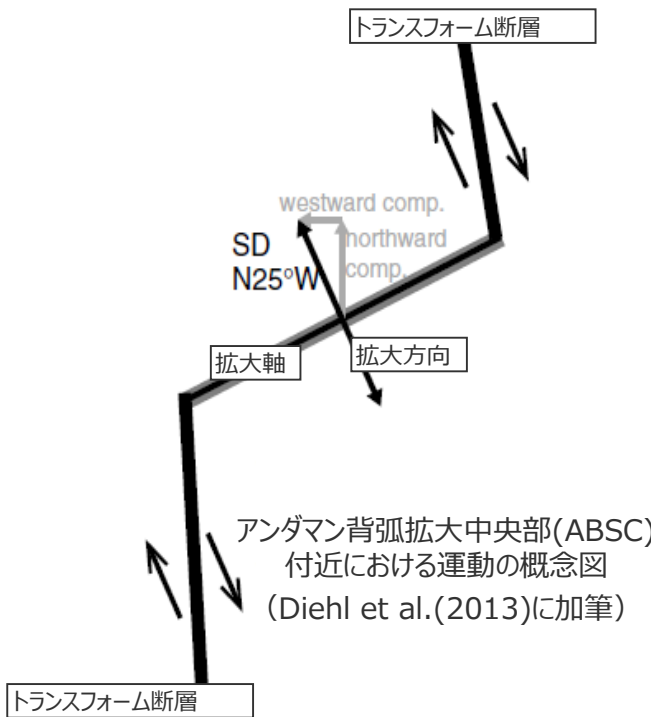 トランスフォーム断層
westward comp.
northward
comp.
SD
N25°W
拡大軸
拡大方向
アンダマン背弧拡大中央部(ABSC)
付近における運動の概念図
（Diehl et al.(2013)に加筆）
トランスフォーム断層